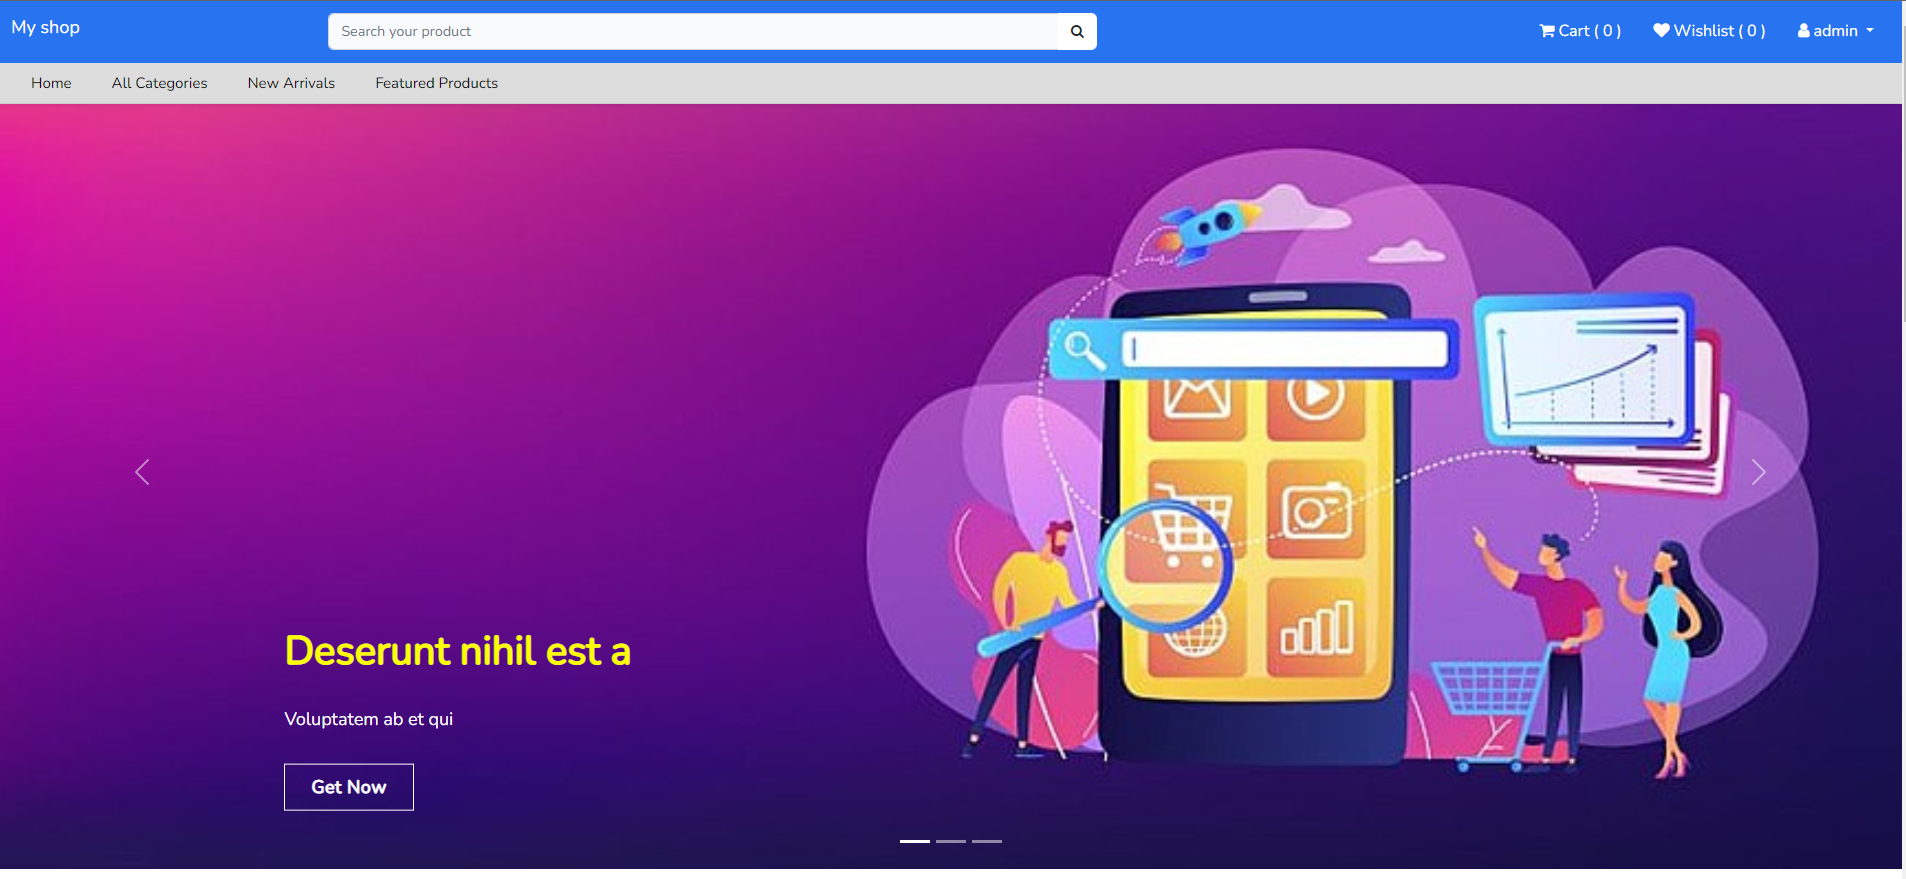 My shop
Search your product
Cart ( 0 )
Wishlist ( 0 )
admin
Home
All Categories
New Arrivals
Featured Products
Deserunt nihil est a
Voluptatem ab et qui
Get Now